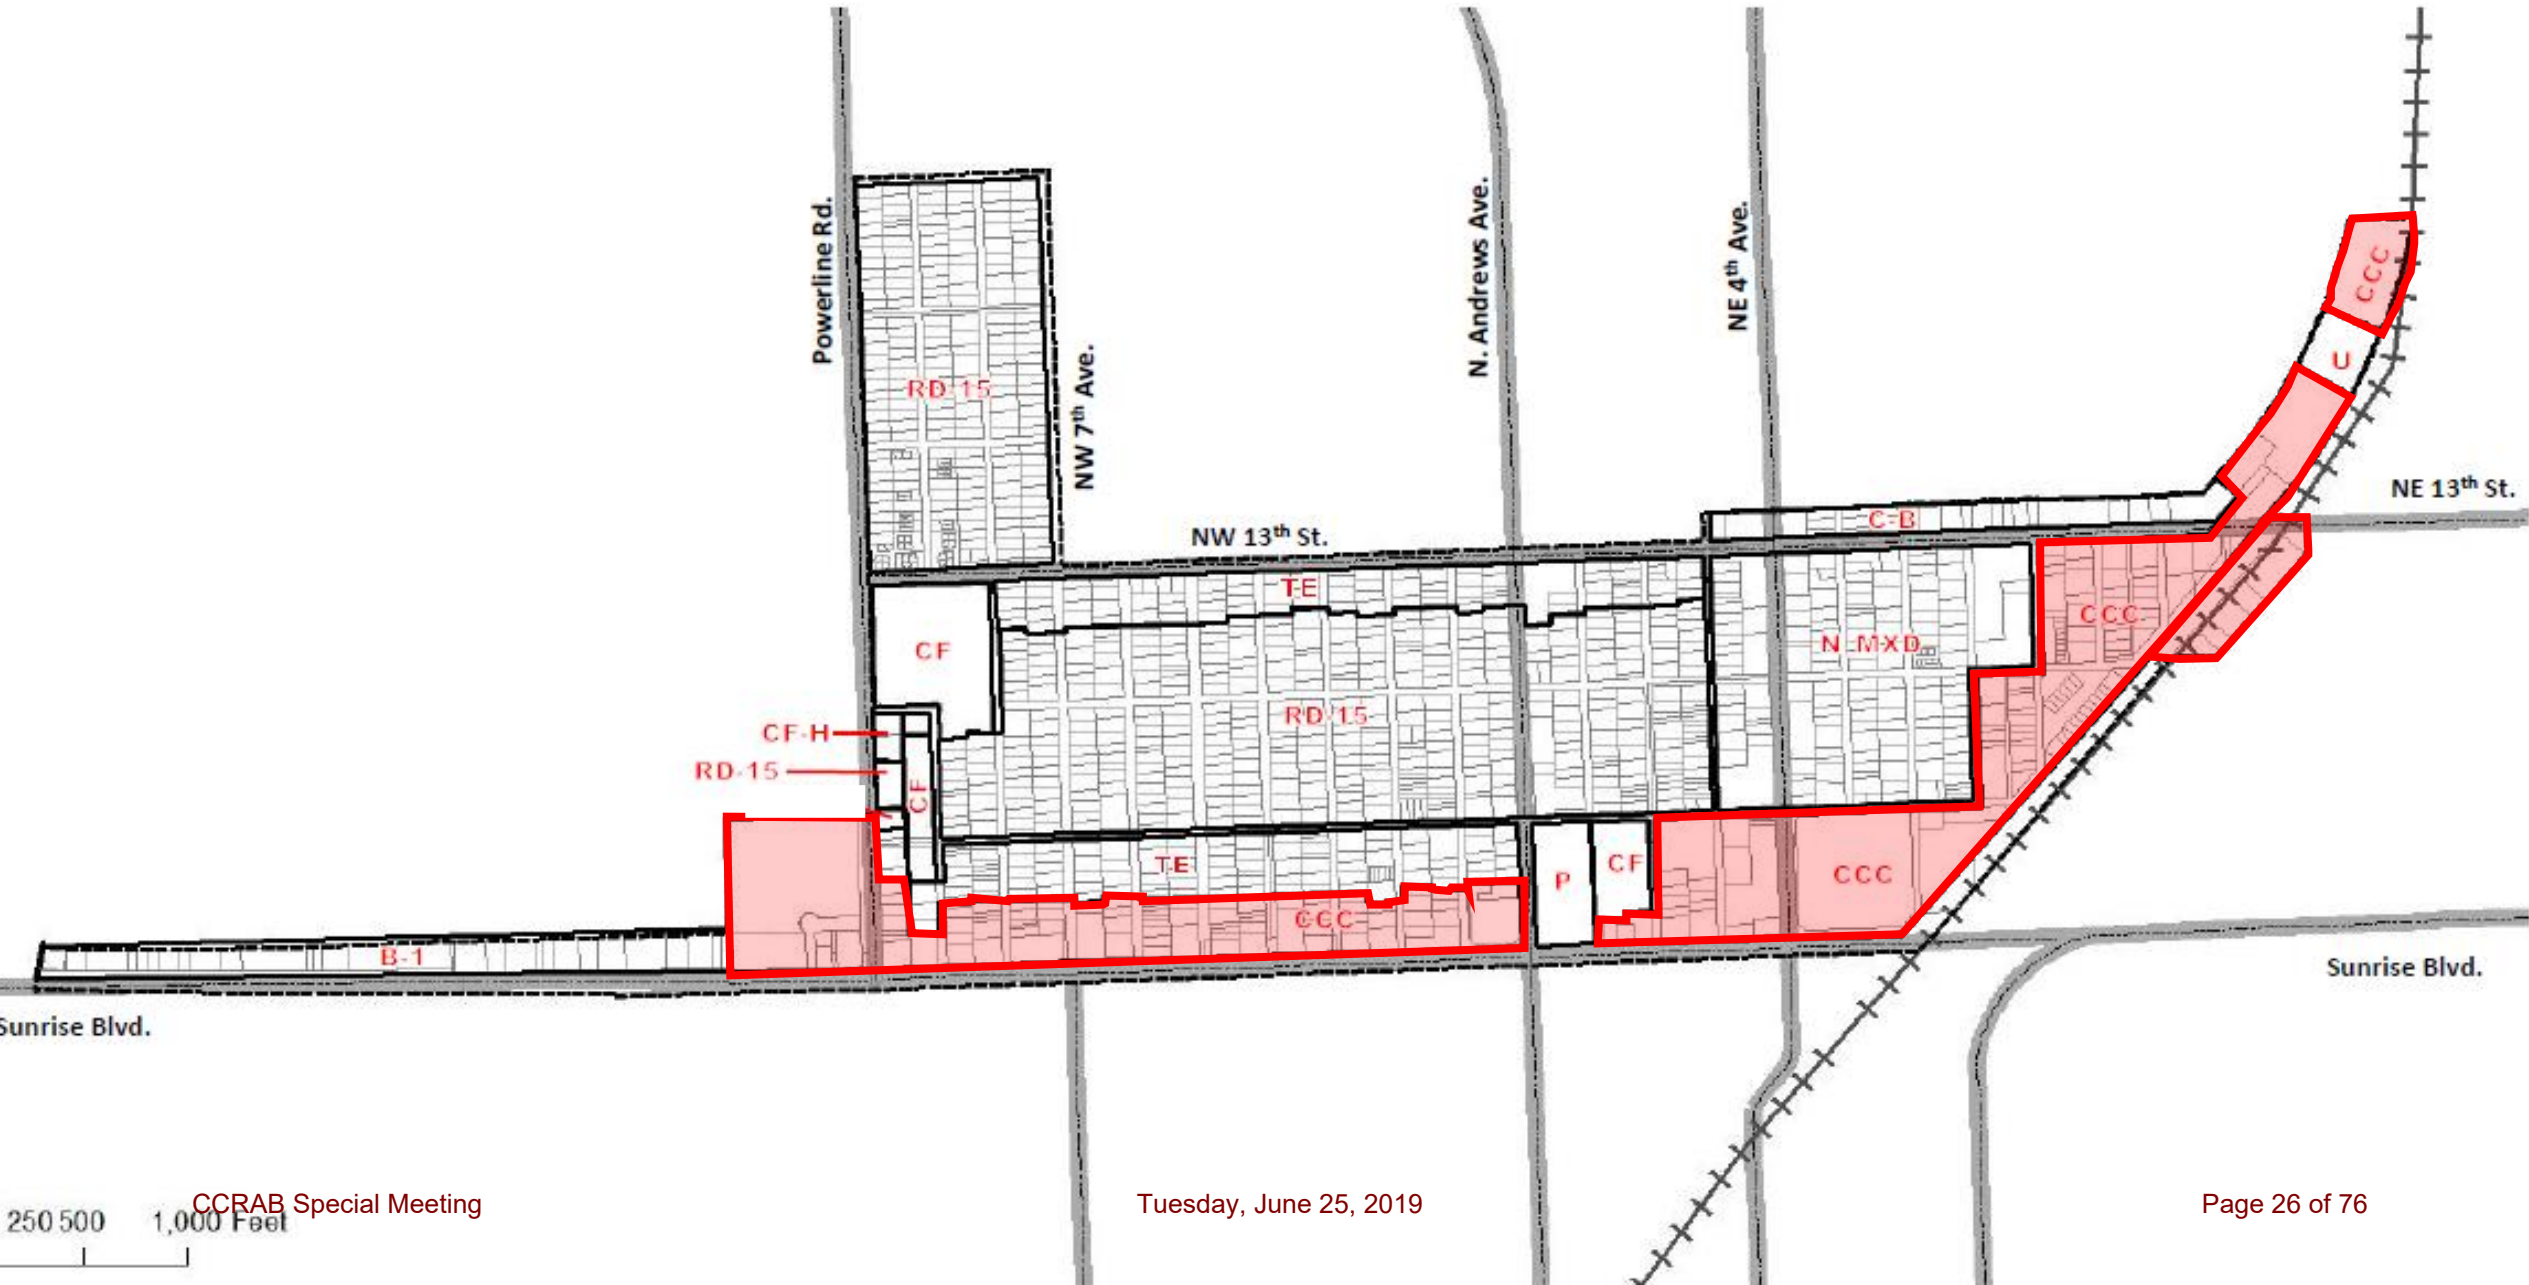 Powerline Rd.
N. Andrews Ave.
NE 4th Ave.
CCC
U
NW 7th Ave.
RD-15
NE 13th St.
C-B
NW 13th St.
TE
CCC
N-MXD
CF
RD-15
CF-H
RD-15
CF
TE
CF
P
CCC
CCC
B-1
Sunrise Blvd.
Sunrise Blvd.
CCRAB Special Meeting
Tuesday, June 25, 2019
Page 26 of 76
250 500 1,000 Feet